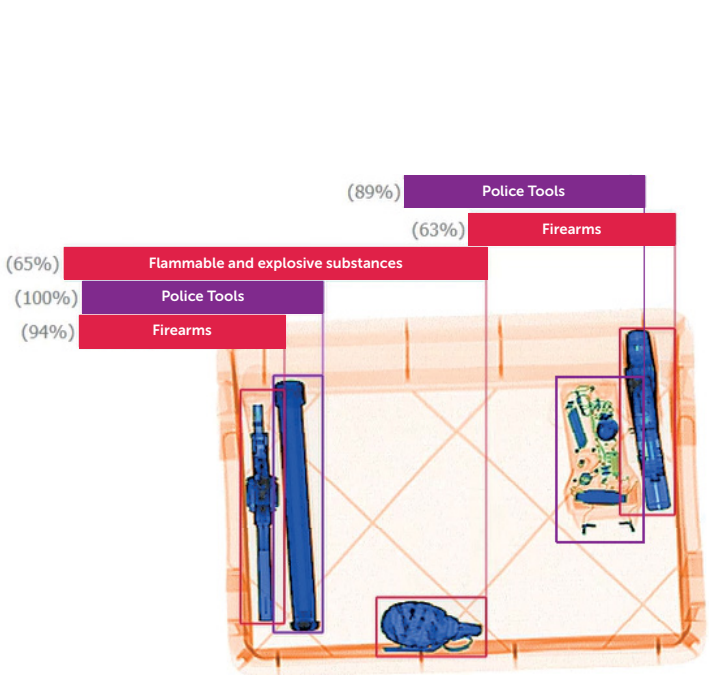 (89%) Police Tools
(63%) Firearms
(65%) Flammable and explosive substances
(100%) Police Tools
(94%) Firearms